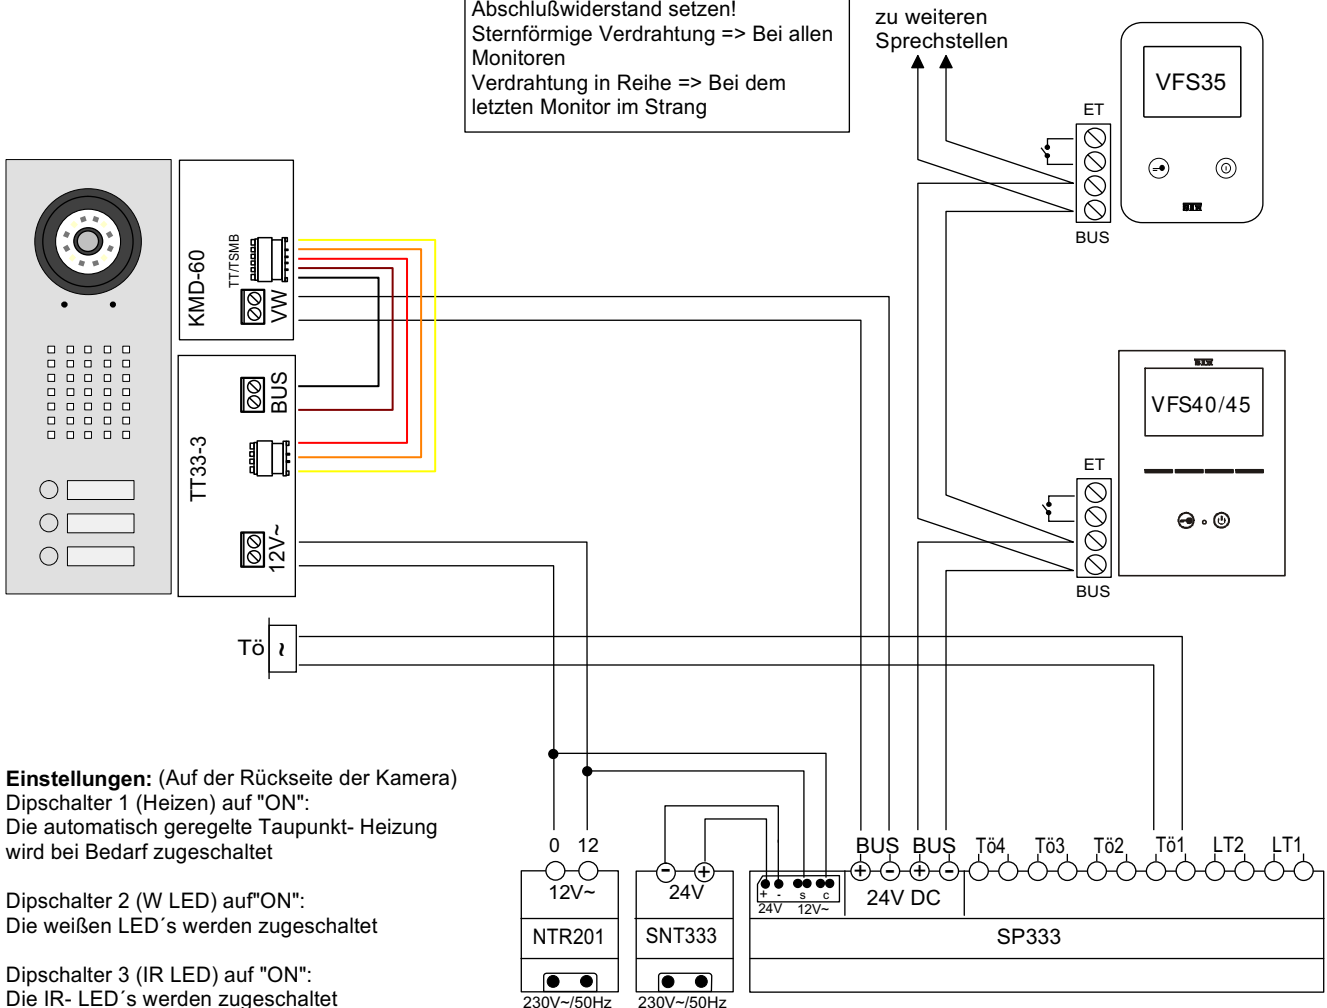 Abschlußwiderstand setzen!
Sternförmige Verdrahtung => Bei allen
Monitoren
Verdrahtung in Reihe => Bei dem
letzten Monitor im Strang
zu weiteren
Sprechstellen
VFS35
ET
BUS
KMD-60
TT/TSMB
VW
TT33-3
BUS
12V~
VFS40/45
ET
BUS
Tö
~
Einstellungen: (Auf der Rückseite der Kamera)
Dipschalter 1 (Heizen) auf "ON":
Die automatisch geregelte Taupunkt- Heizung
wird bei Bedarf zugeschaltet
Dipschalter 2 (W LED) auf"ON":
Die weißen LED´s werden zugeschaltet
Dipschalter 3 (IR LED) auf "ON":
Die IR- LED´s werden zugeschaltet
0 12
12V~
NTR201
230V~/50Hz
- +
24V
SNT333
230V~/50Hz
+ - s c
24V 12V~
BUS BUS Tö4 Tö3 Tö2 Tö1 LT2 LT1
+ - + -
24V DC
SP333